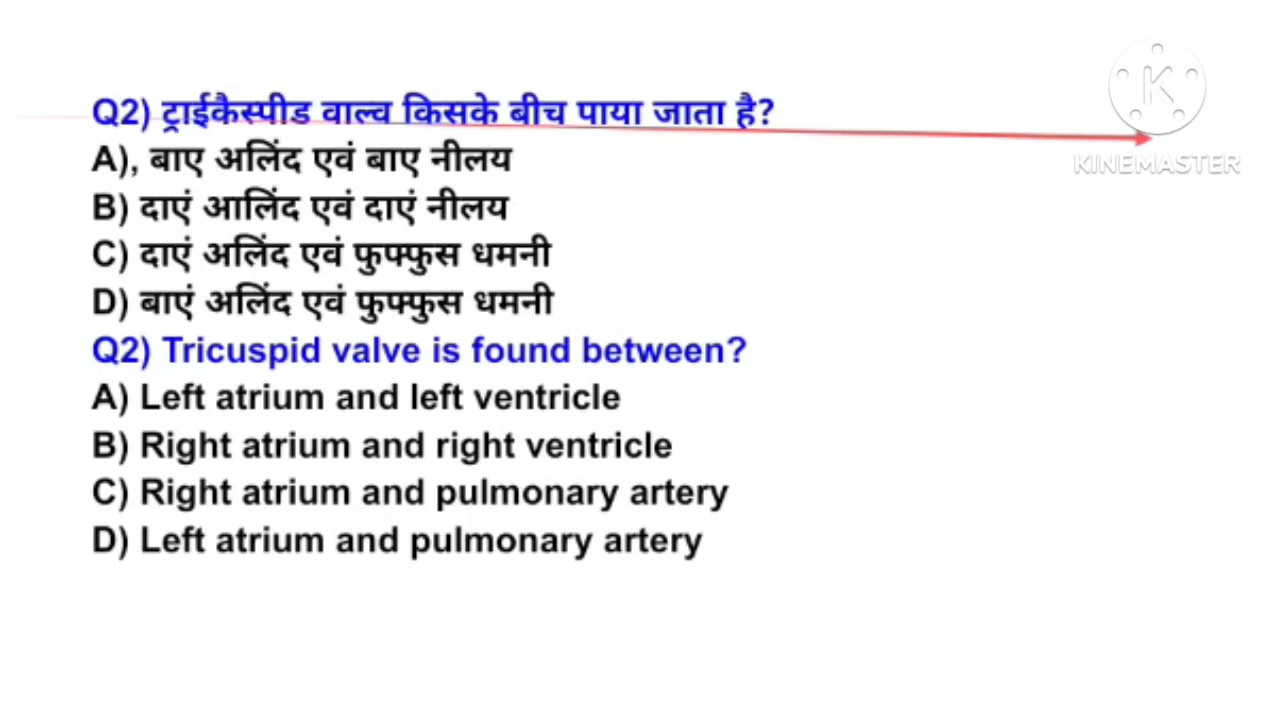 Q2) ट्राईकैस्पीड वाल्व किसके बीच पाया जाता है?
A), बाए अलिंद एवं बाए नीलय
B) दाएं आलिंद एवं दाएं नीलय
C) दाएं अलिंद एवं फुफ्फुस धमनी
D) बाएं अलिंद एवं फुफ्फुस धमनी
Q2) Tricuspid valve is found between?
A) Left atrium and left ventricle
B) Right atrium and right ventricle
C) Right atrium and pulmonary artery
D) Left atrium and pulmonary artery
K
KINEMASTER